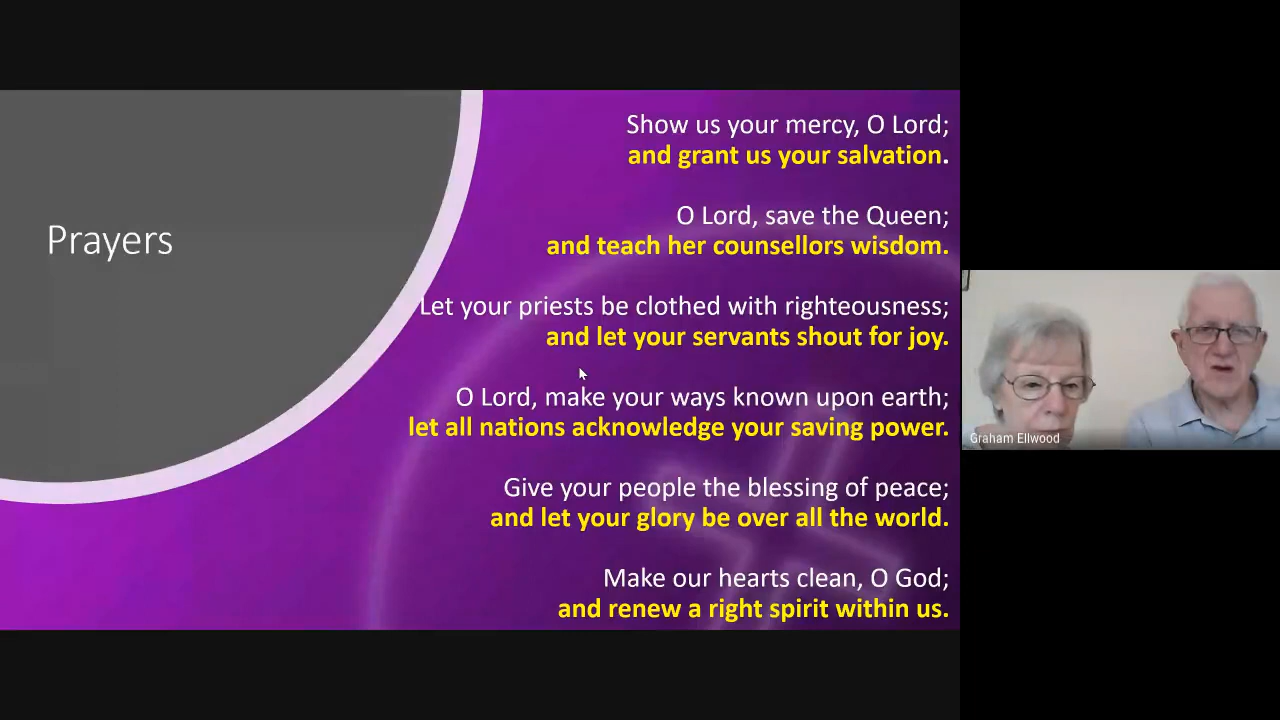 Prayers
Show us your mercy, O Lord;
and grant us your salvation.
O Lord, save the Queen;
and teach her counsellors wisdom.
Let your priests be clothed with righteousness;
and let your servants shout for joy.
O Lord, make your ways known upon earth;
let all nations acknowledge your saving power.
Give your people the blessing of peace;
and let your glory be over all the world.
Make our hearts clean, O God;
and renew a right spirit within us.
Graham Ellwood